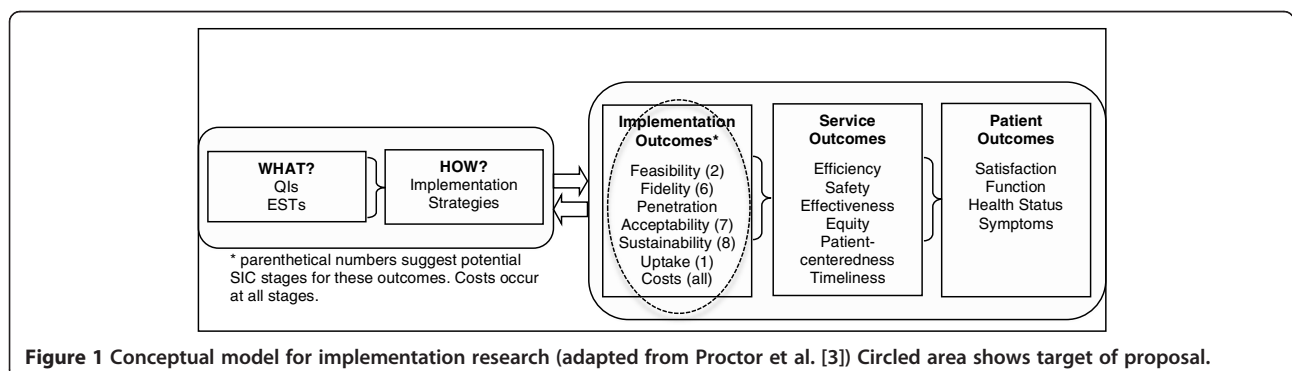 WHAT?
QIs
ESTs
HOW?
Implementation
Strategies
* parenthetical numbers suggest potential
SIC stages for these outcomes. Costs occur
at all stages.
Implementation
Outcomes*
Feasibility (2)
Fidelity (6)
Penetration
Acceptability (7)
Sustainability (8)
Uptake (1)
Costs (all)
Service
Outcomes
Efficiency
Safety
Effectiveness
Equity
Patient-
centeredness
Timeliness
Patient
Outcomes
Satisfaction
Function
Health Status
Symptoms
Figure 1 Conceptual model for implementation research (adapted from Proctor et al. [3]) Circled area shows target of proposal.